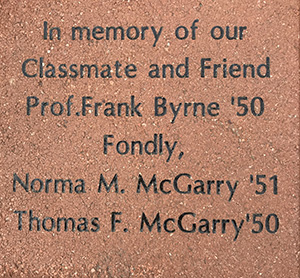 In memory of our
Classmate and Friend
Prof.Frank Byrne '50
Fondly,
Norma M. McGarry '51
Thomas F. McGarry'50